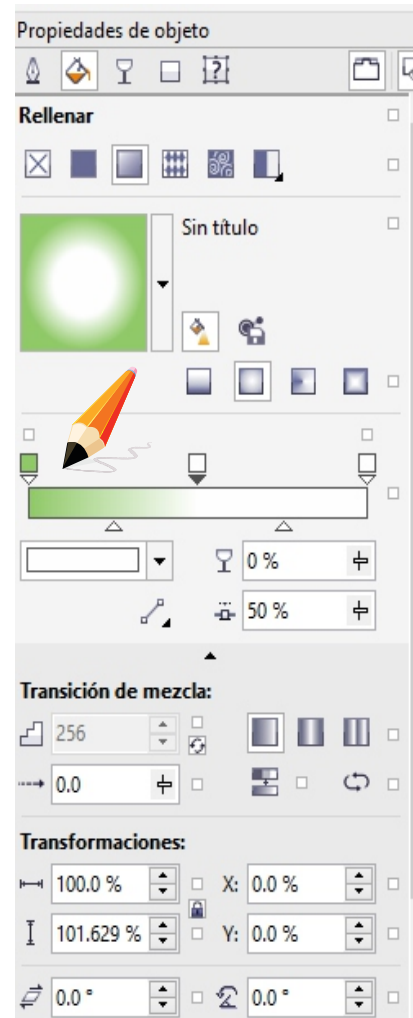 Propiedades de objeto
?
Rellenar
Sin título
0 %
50 %
Transición de mezcla:
256
0.0
Transformaciones:
100.0 % X: 0.0 %
101.629 % Y: 0.0 %
0.0 ° 0.0 °